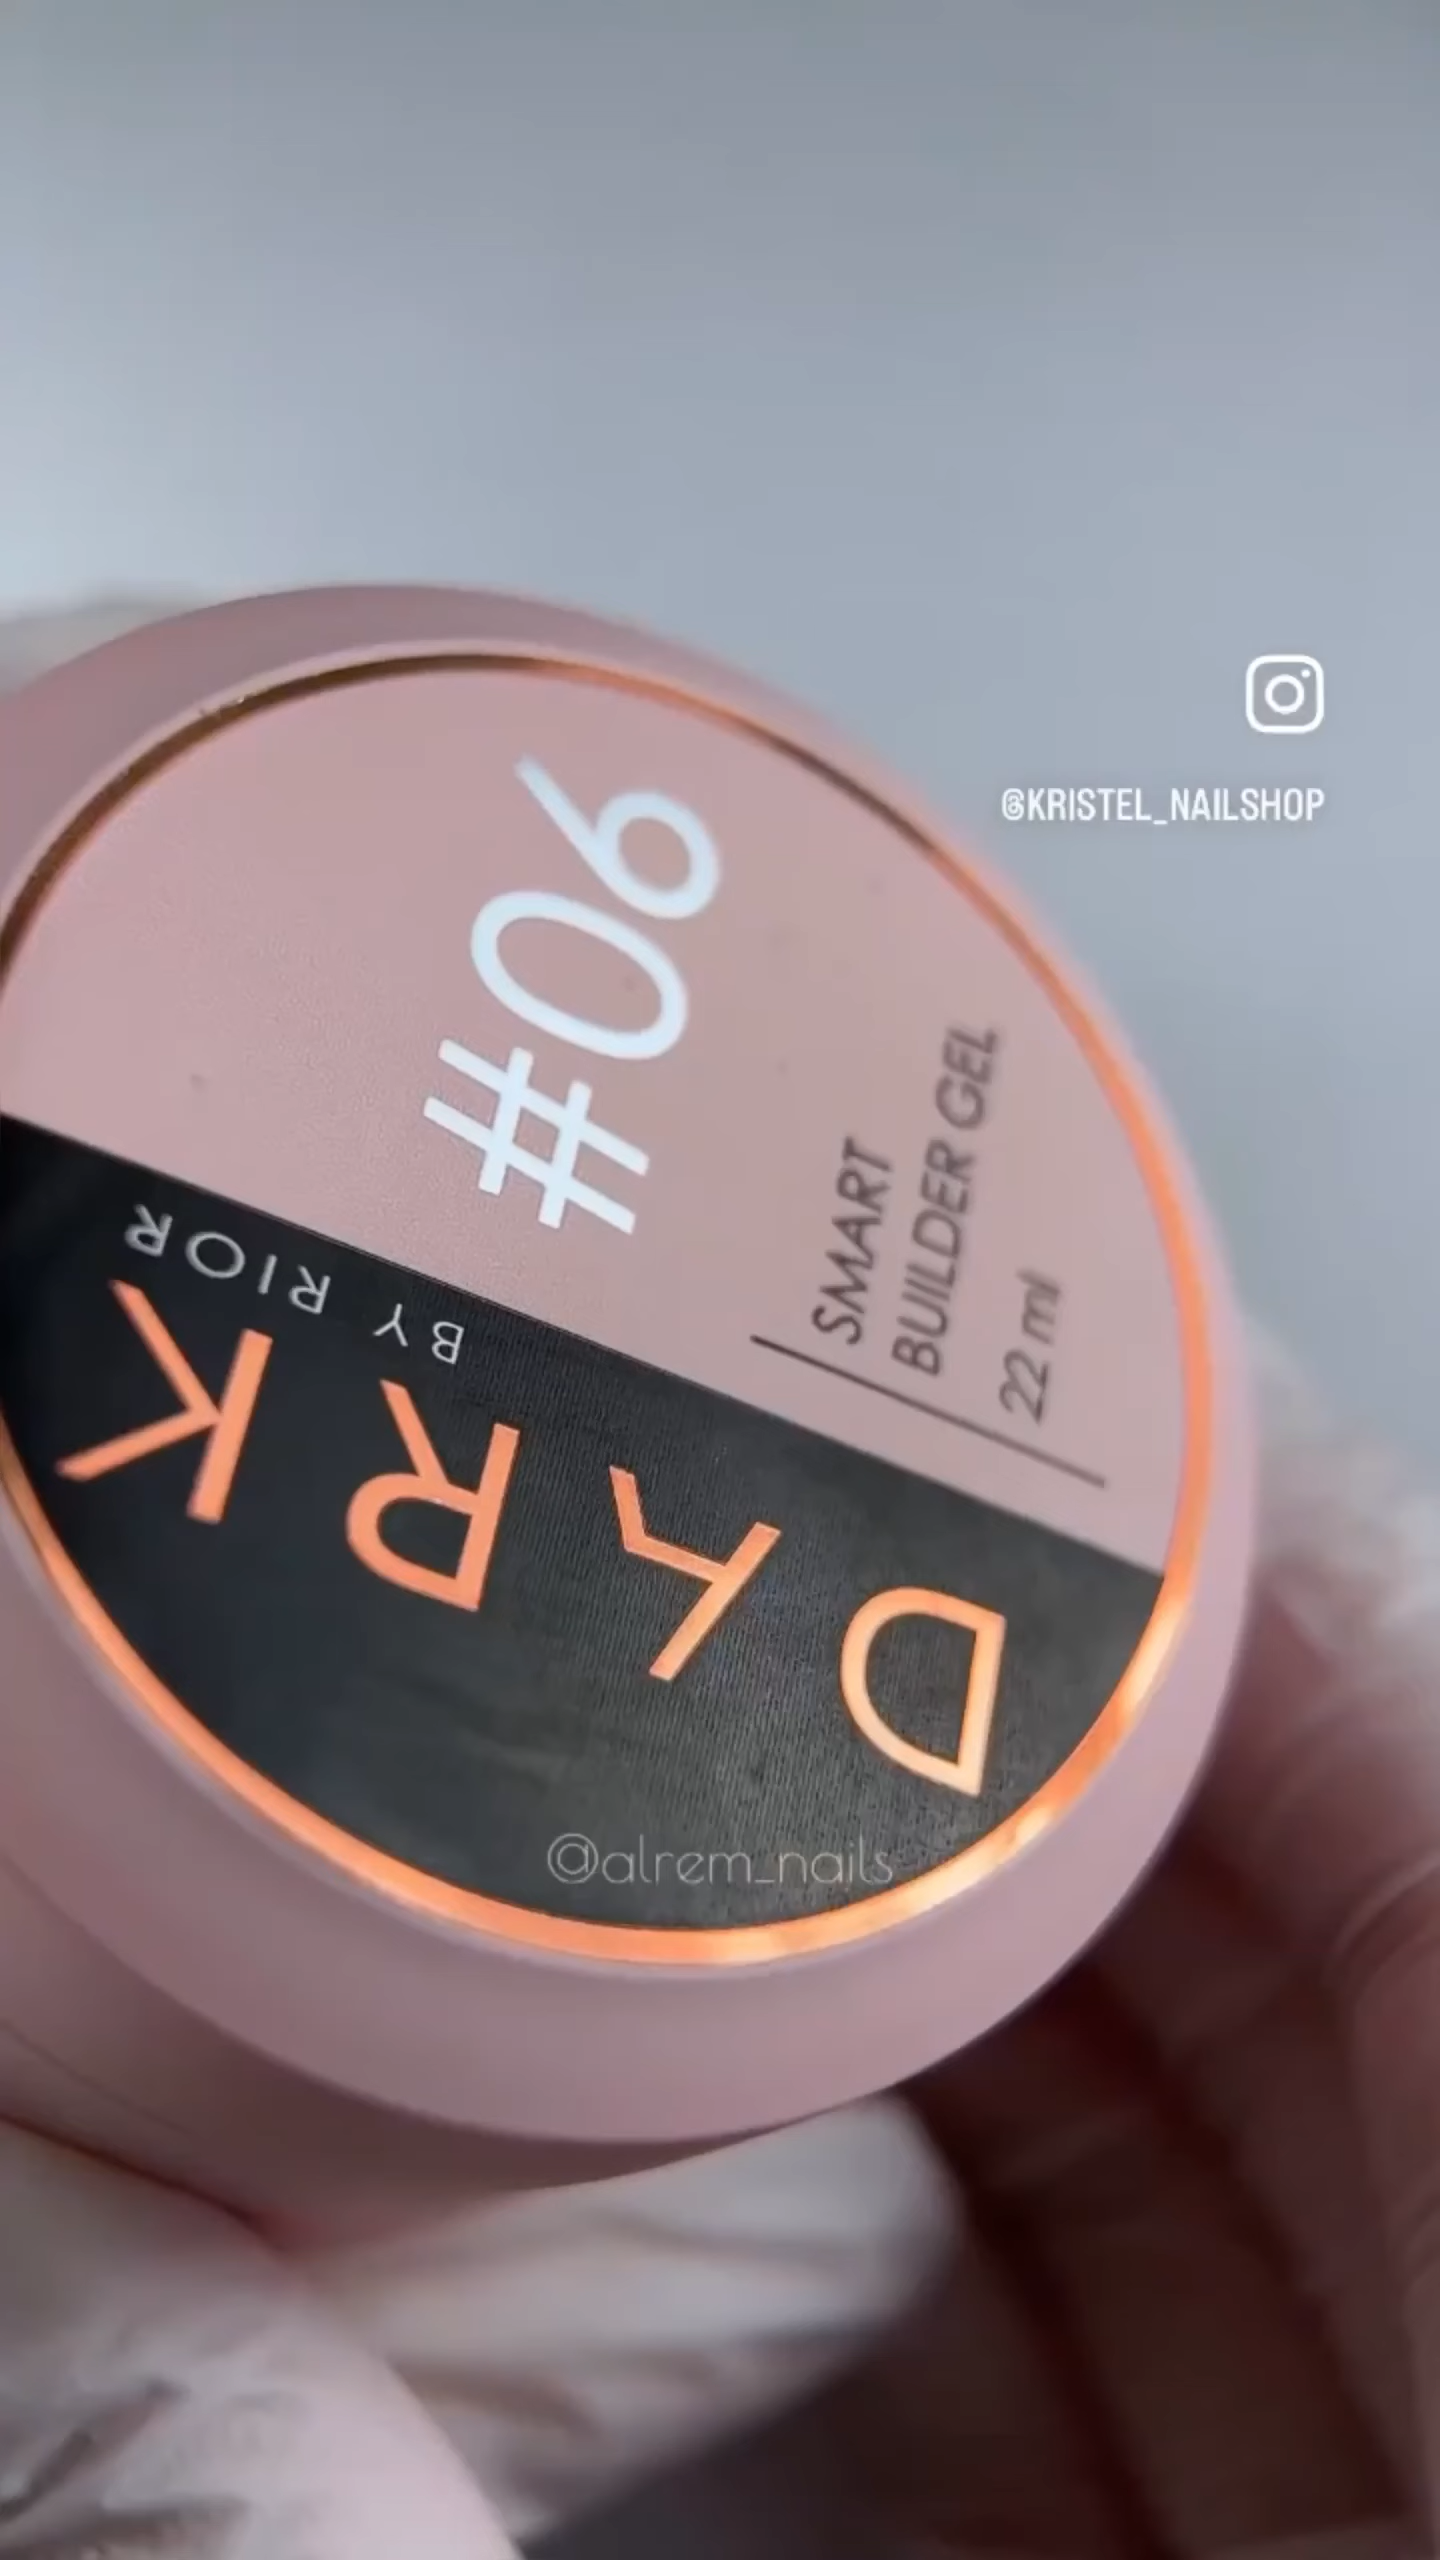 @KRISTEL_NAILSHOP
#06
SMART
BUILDER GEL
22 ml
DARK
BY RIOR
@alrem_nails